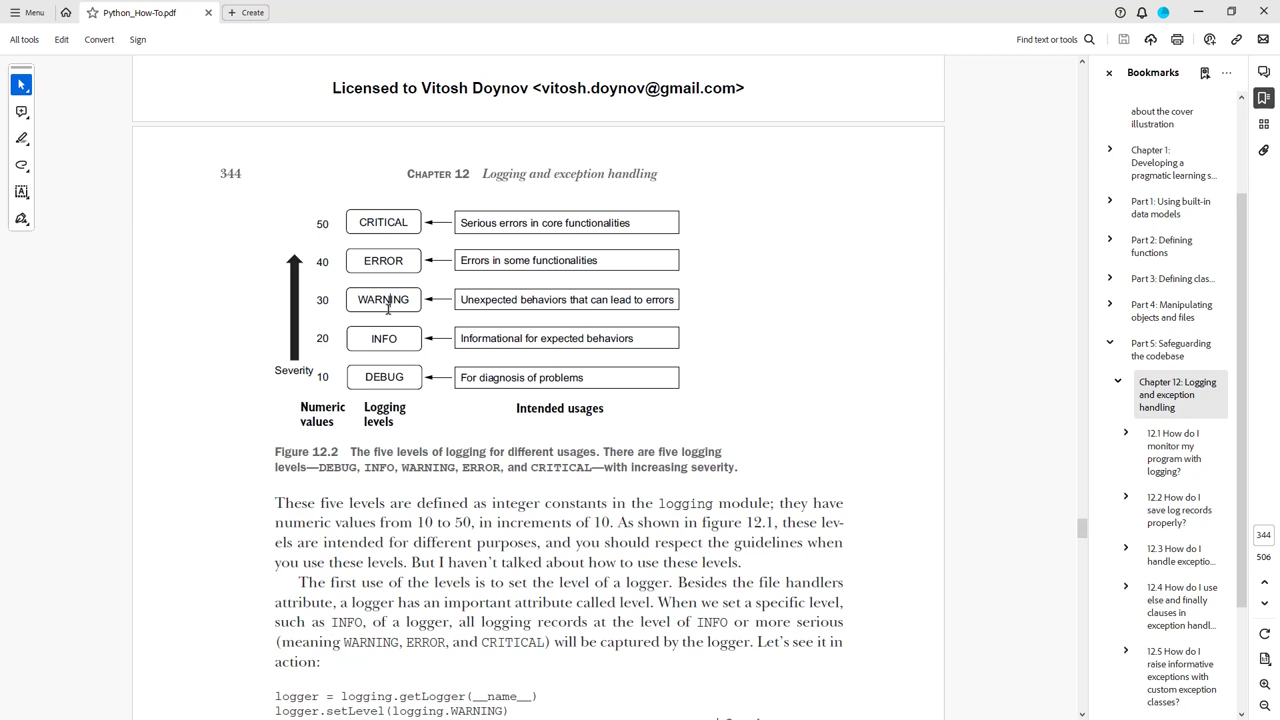 Menu
Python_How-To.pdf
Create
All tools
Edit
Convert
Sign
Find text or tools
Licensed to Vitosh Doynov <vitosh.doynov@gmail.com>
344 CHAPTER 12 Logging and exception handling
50 CRITICAL Serious errors in core functionalities
40 ERROR Errors in some functionalities
30 WARNING Unexpected behaviors that can lead to errors
20 INFO Informational for expected behaviors
Severity 10 DEBUG For diagnosis of problems
Numeric values
Logging levels
Intended usages
Figure 12.2 The five levels of logging for different usages. There are five logging
levels—DEBUG, INFO, WARNING, ERROR, and CRITICAL—with increasing severity.
These five levels are defined as integer constants in the logging module; they have
numeric values from 10 to 50, in increments of 10. As shown in figure 12.1, these lev-
els are intended for different purposes, and you should respect the guidelines when
you use these levels. But I haven't talked about how to use these levels.
The first use of the levels is to set the level of a logger. Besides the file handlers
attribute, a logger has an important attribute called level. When we set a specific level,
such as INFO, of a logger, all logging records at the level of INFO or more serious
(meaning WARNING, ERROR, and CRITICAL) will be captured by the logger. Let's see it in
action:
logger = logging.getLogger(__name__)
logger.setLevel(logging.WARNING)
Bookmarks
about the cover
illustration
Chapter 1:
Developing a
pragmatic learning s...
Part 1: Using built-in
data models
Part 2: Defining
functions
Part 3: Defining clas...
Part 4: Manipulating
objects and files
Part 5: Safeguarding
the codebase
Chapter 12: Logging
and exception
handling
12.1 How do I
monitor my
program with
logging?
12.2 How do I
save log records
properly?
12.3 How do I
handle exceptio...
12.4 How do I use
else and finally
clauses in
exception handl...
12.5 How do I
raise informative
exceptions with
custom exception
classes?
344
506